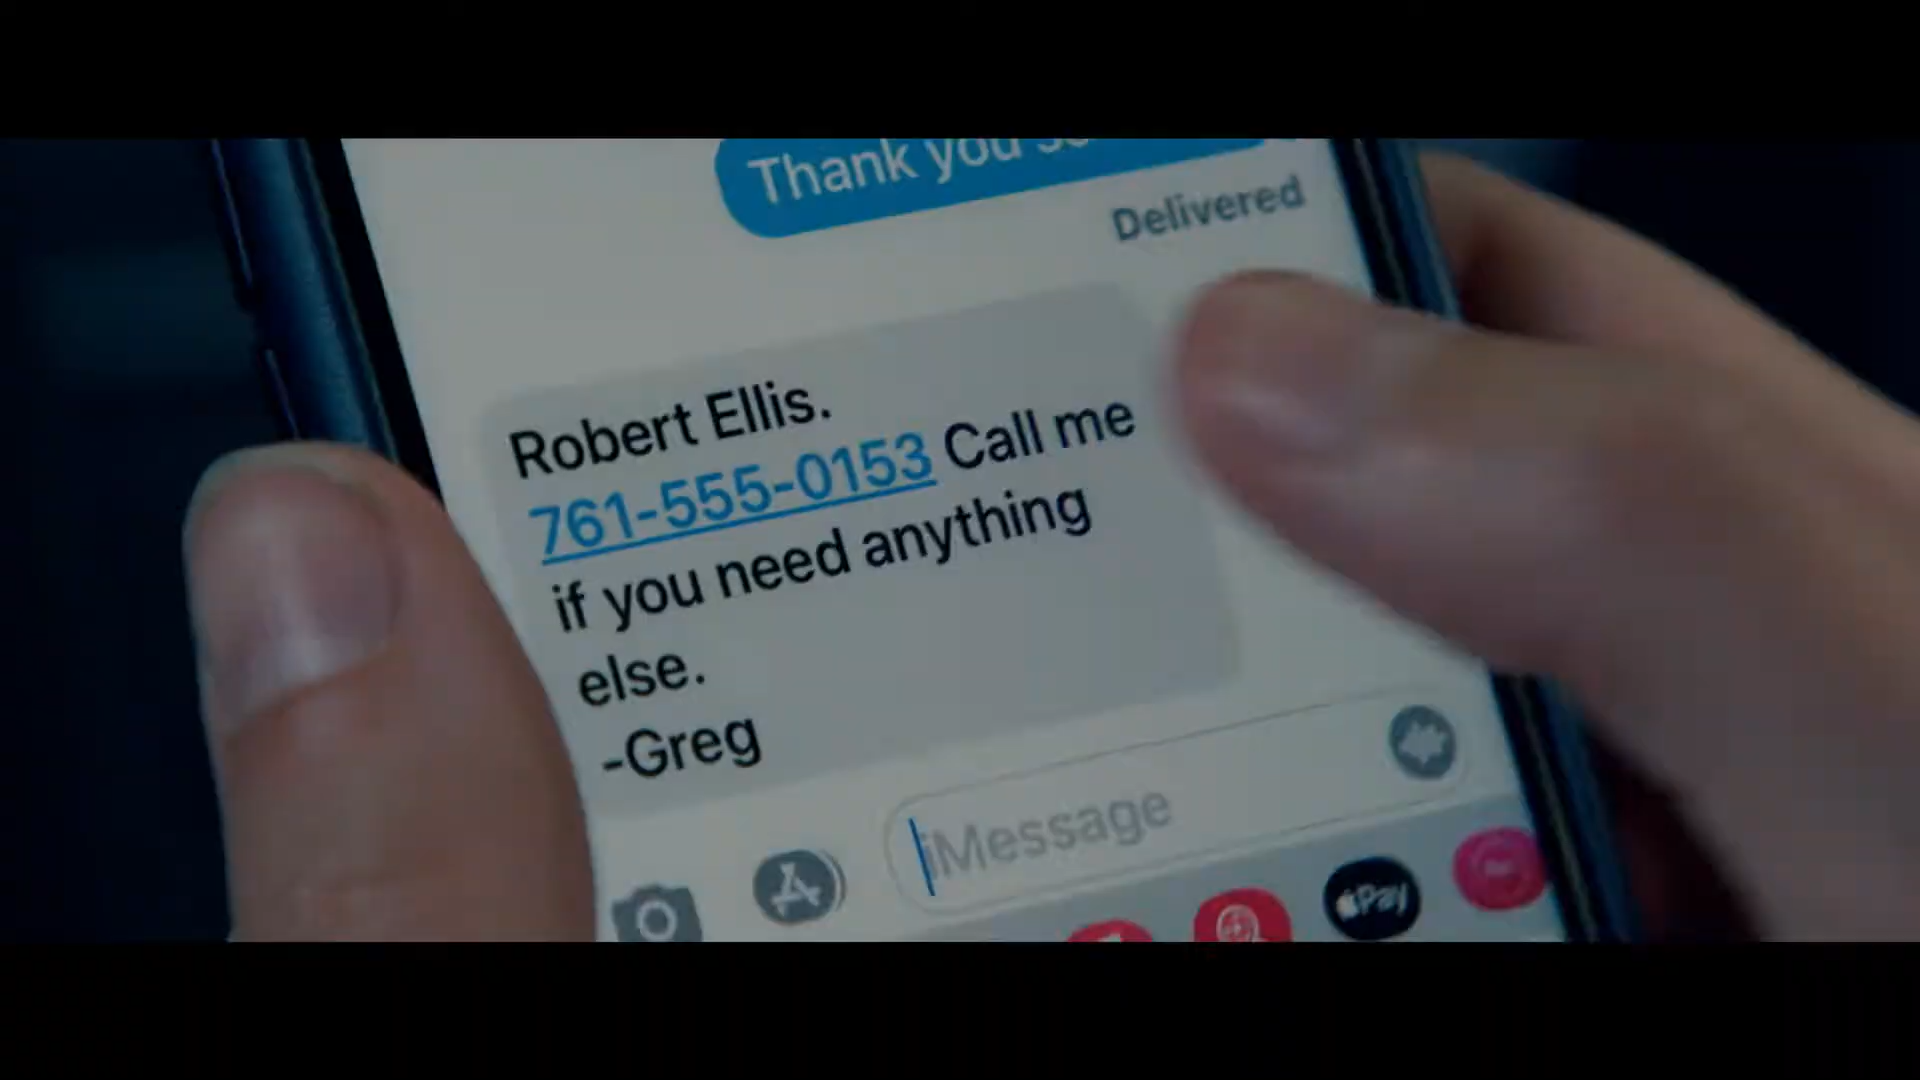 Thank you
Delivered
Robert Ellis.
761-555-0153 Call me
if you need anything
else.
-Greg
iMessage
Pay